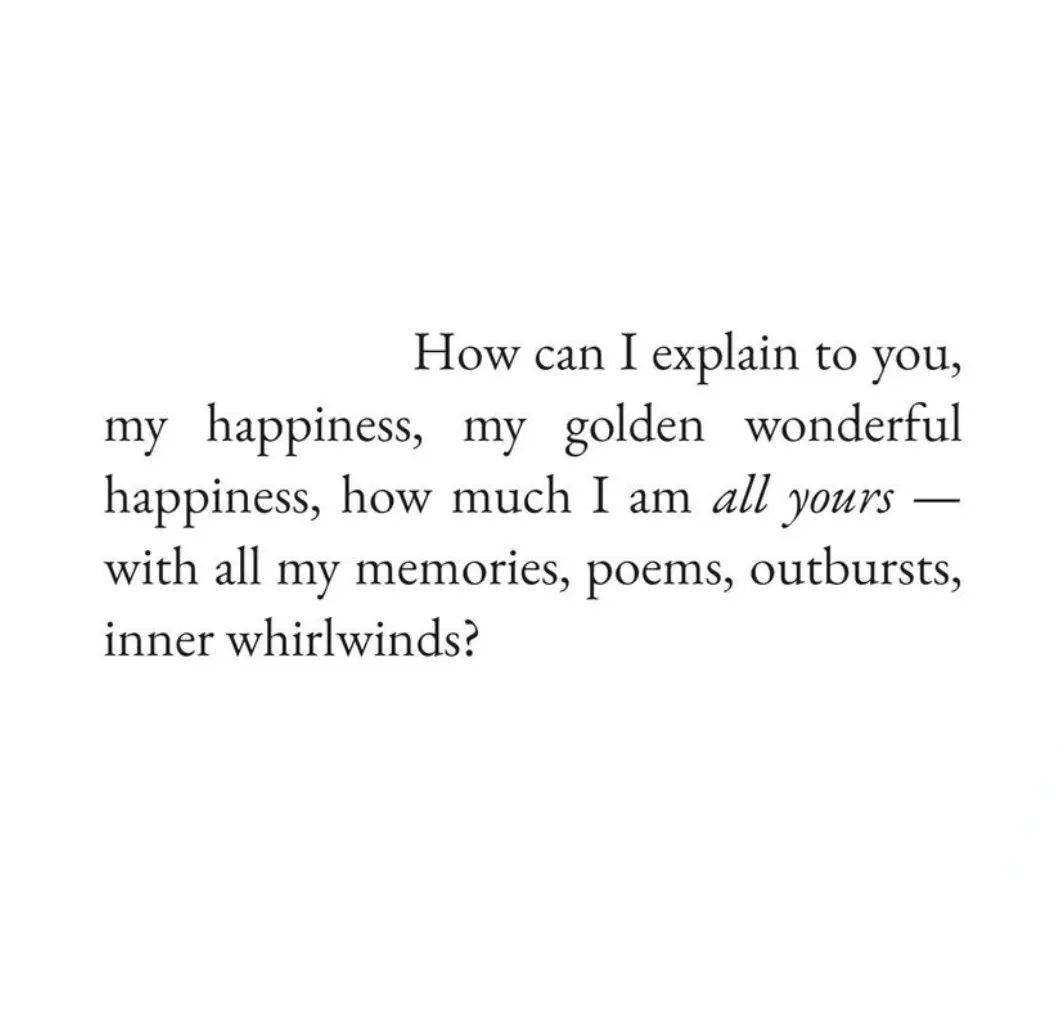 How can I explain to you,
my happiness, my golden wonderful
happiness, how much I am all yours —
with all my memories, poems, outbursts,
inner whirlwinds?